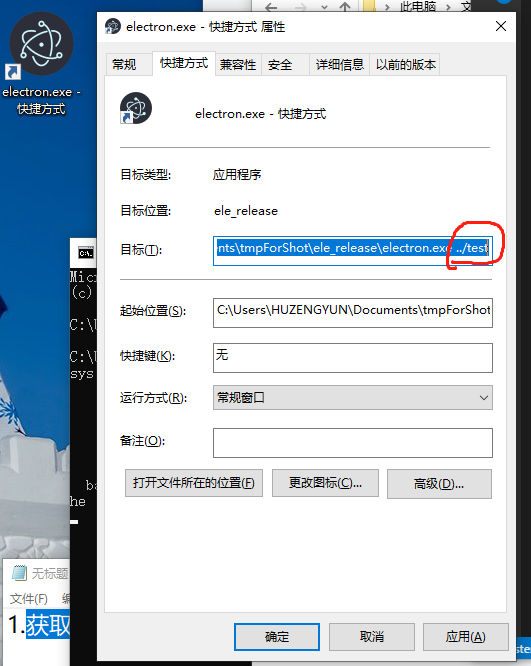 electron.exe -
快捷方式
此电脑
文
electron.exe - 快捷方式 属性
常规
快捷方式
兼容性
安全
详细信息
以前的版本
electron.exe - 快捷方式
目标类型:
应用程序
目标位置:
ele_release
目标(T):
nts\tmpForShot\ele_release\electron.exe ../test
起始位置(S):
C:\Users\HUZENGYUN\Documents\tmpForShot
快捷键(K):
无
运行方式(R):
常规窗口
备注(O):
打开文件所在的位置(F)
更改图标(C)...
高级(D)...
确定
取消
应用(A)
Micr
(c)
C:\U
C:\U
sys
ba
he
无标题
文件(F)
1.获取